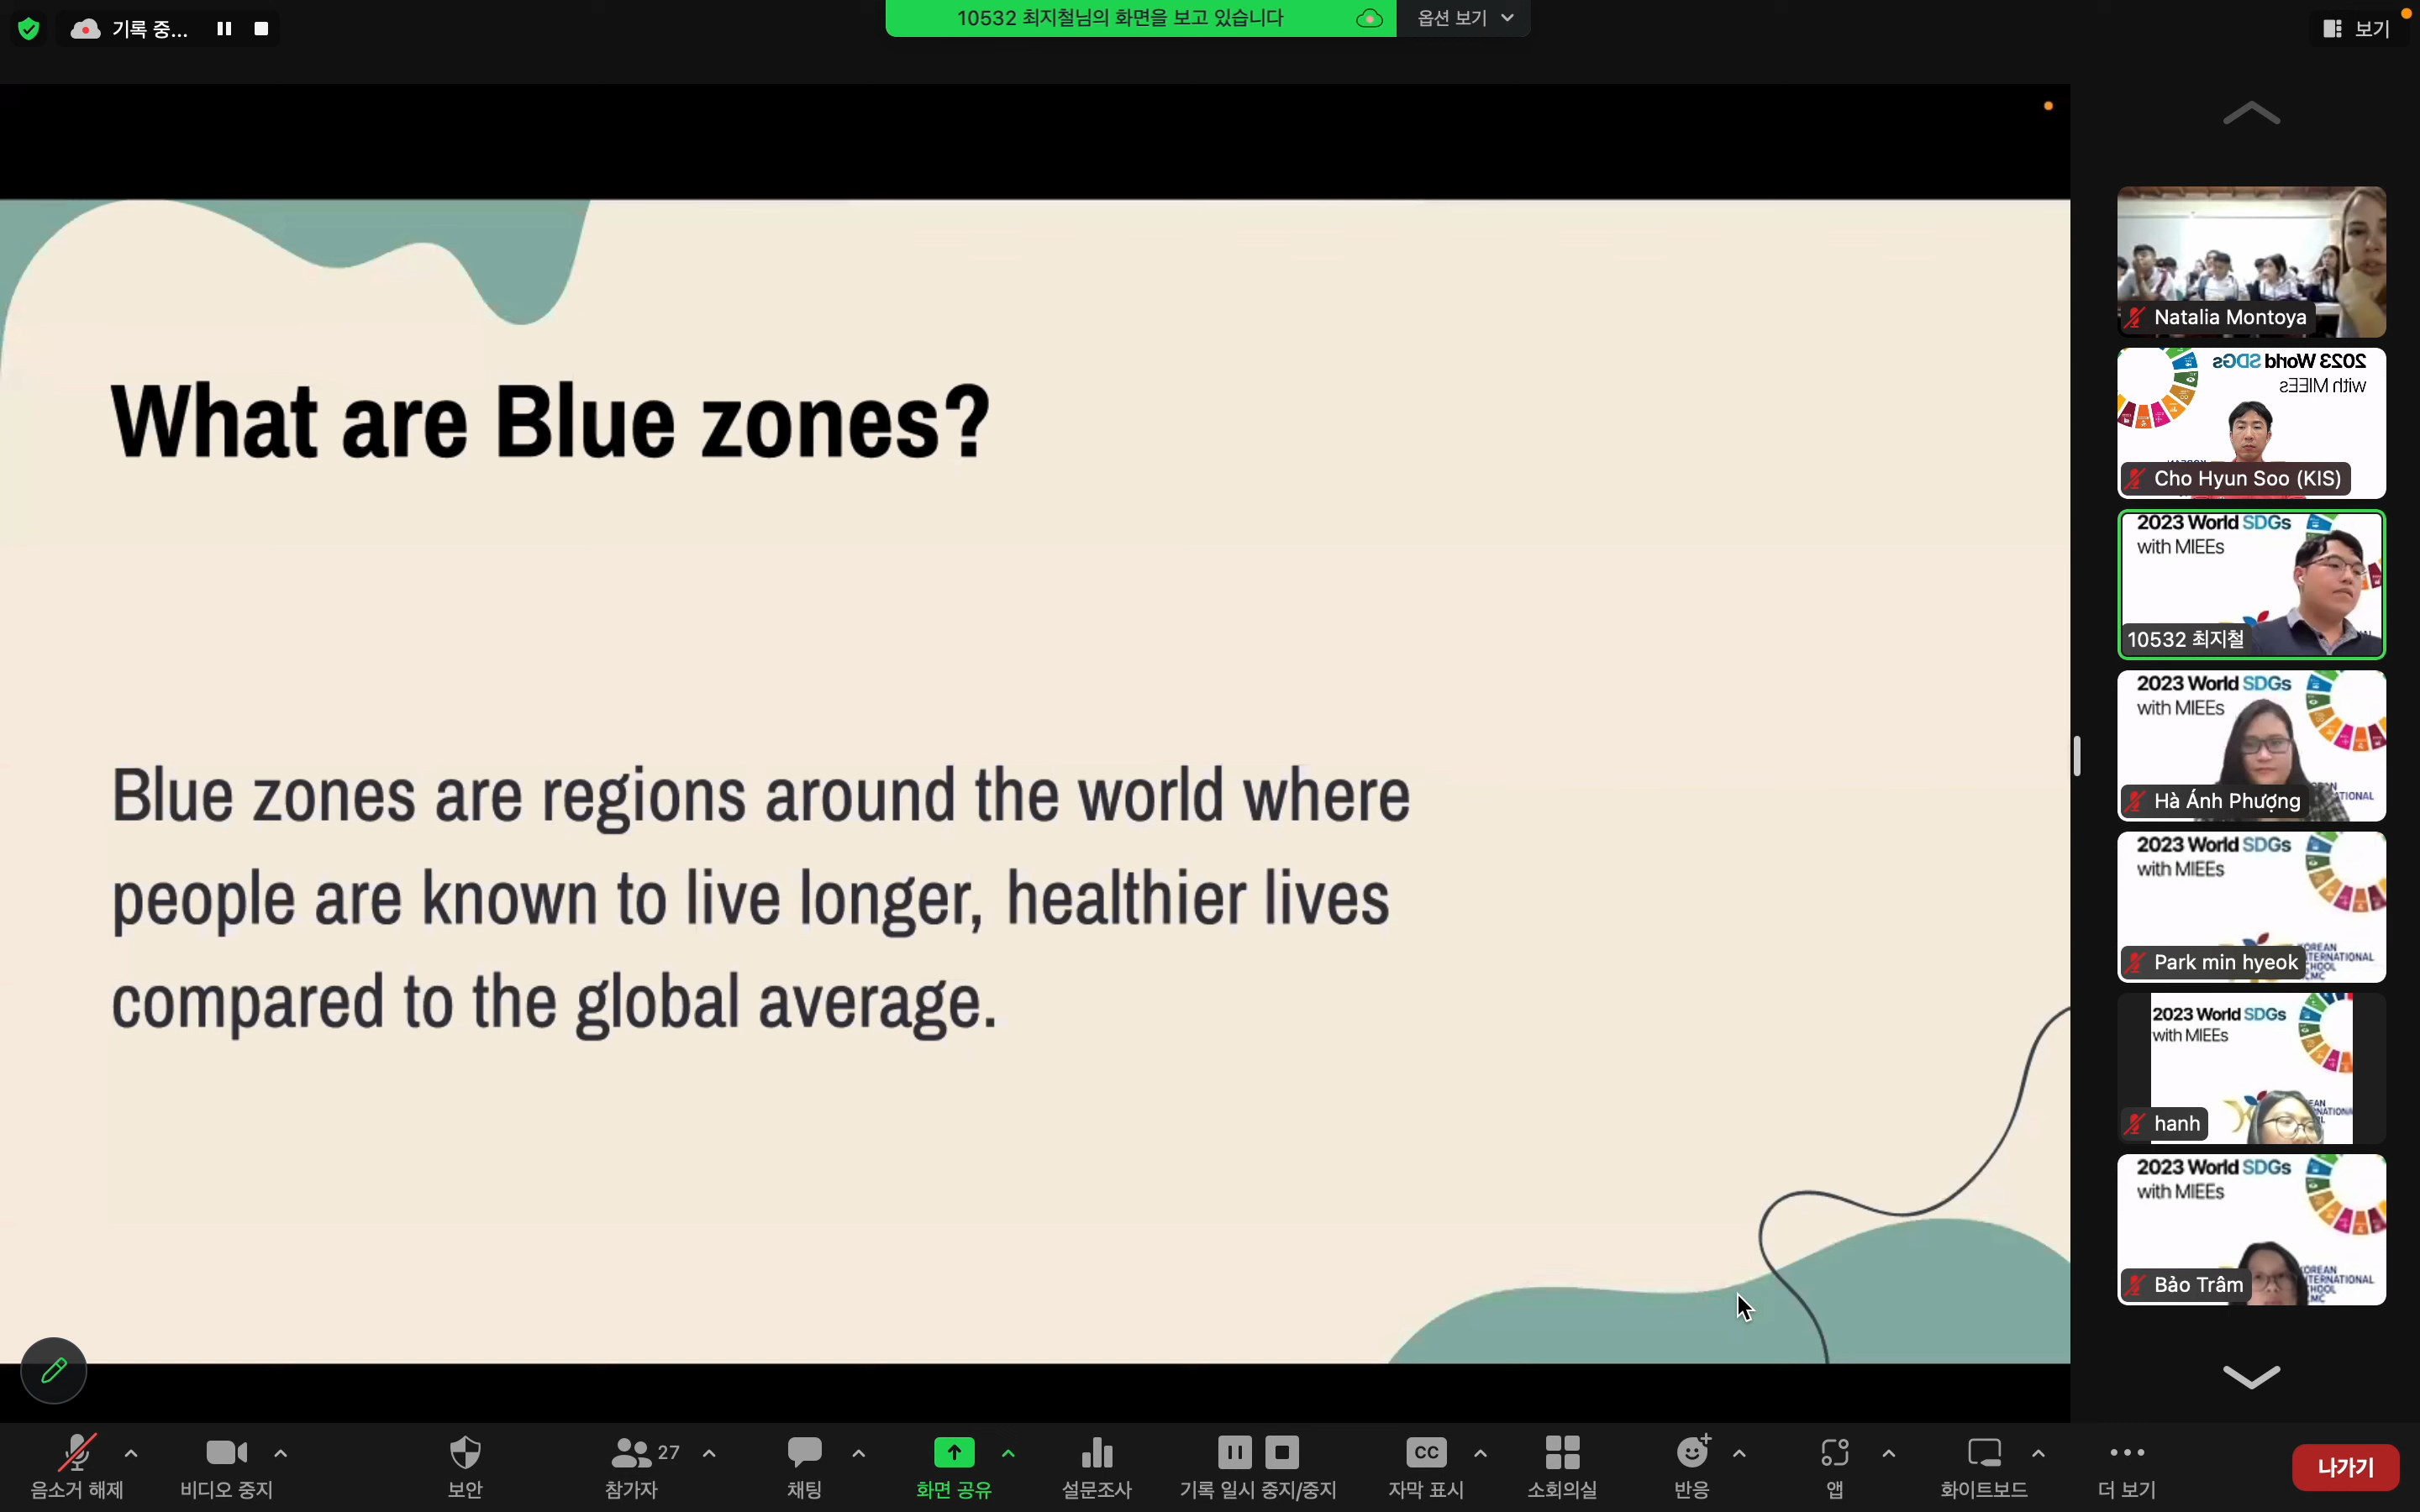 기록 중...
10532 최지철님의 화면을 보고 있습니다
옵션 보기
보기
What are Blue zones?
Blue zones are regions around the world where
people are known to live longer, healthier lives
compared to the global average.
Natalia Montoya
2023 World SDGs
with MIEEs
Cho Hyun Soo (KIS)
2023 World SDGs
with MIEEs
10532 최지철
2023 World SDGs
with MIEEs
Hà Ánh Phượng
2023 World SDGs
with MIEEs
Park min hyeok
2023 World SDGs
with MIEEs
hanh
2023 World SDGs
with MIEEs
Bảo Trâm
음소거 해제
비디오 중지
보안
27
참가자
채팅
화면 공유
설문조사
기록 일시 중지/중지
CC
자막 표시
소회의실
반응
앱
화이트보드
더 보기
나가기